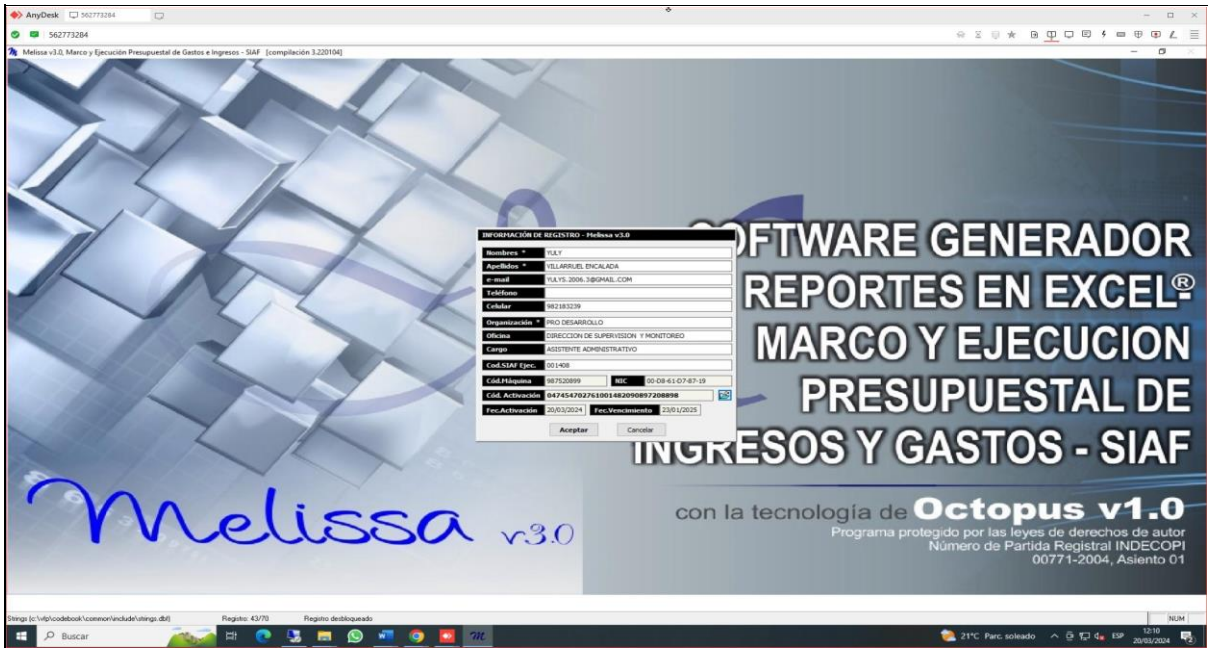 AnyDesk 562773284
562773284
Melissa v3.0, Marco y Ejecución Presupuestal de Gastos e Ingresos - SIAF [compilación 3.220104]
SOFTWARE GENERADOR
REPORTES EN EXCEL®
MARCO Y EJECUCION
PRESUPUESTAL DE
INGRESOS Y GASTOS - SIAF
INFORMACIÓN DE REGISTRO - Melissa v3.0
Nombres * YULY
Apellidos * VILLARRUEL ENCALADA
e-mail YULYS.2006.3@GMAIL.COM
Teléfono
Celular 982183239
Organización * PRO DESARROLLO
Oficina DIRECCION DE SUPERVISION Y MONITOREO
Cargo ASISTENTE ADMINISTRATIVO
Cod.SIAF Ejec. 001408
Cód.Máquina 987520899 NIC 00-D8-61-D7-87-19
Cód. Activación 047454702761001482090897208898
Fec.Activación 20/03/2024 Fec.Vencimiento 23/01/2025
Aceptar Cancelar
Melissa v3.0
con la tecnología de Octopus v1.0
Programa protegido por las leyes de derechos de autor
Número de Partida Registral INDECOPI
00771-2004, Asiento 01
Strings (c:\vfp\codebook\common\include\strings.dbf) Registro: 43/70 Registro desbloqueado NUM
Buscar 21°C Parc. soleado ESP 12:10
20/03/2024